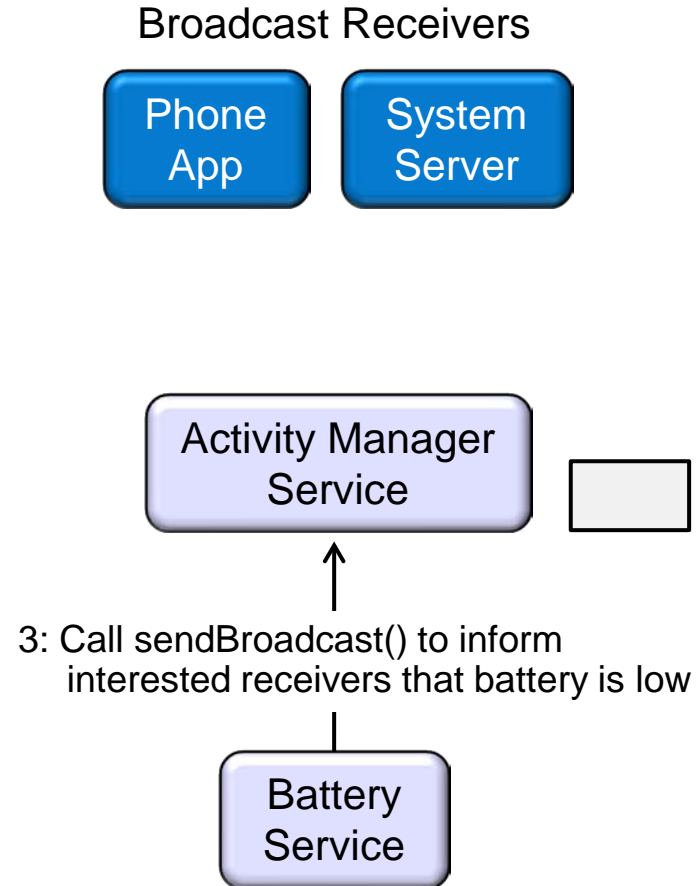 Broadcast Receivers
Phone
App
System
Server
Activity Manager
Service
3: Call sendBroadcast() to inform
interested receivers that battery is low
Battery
Service